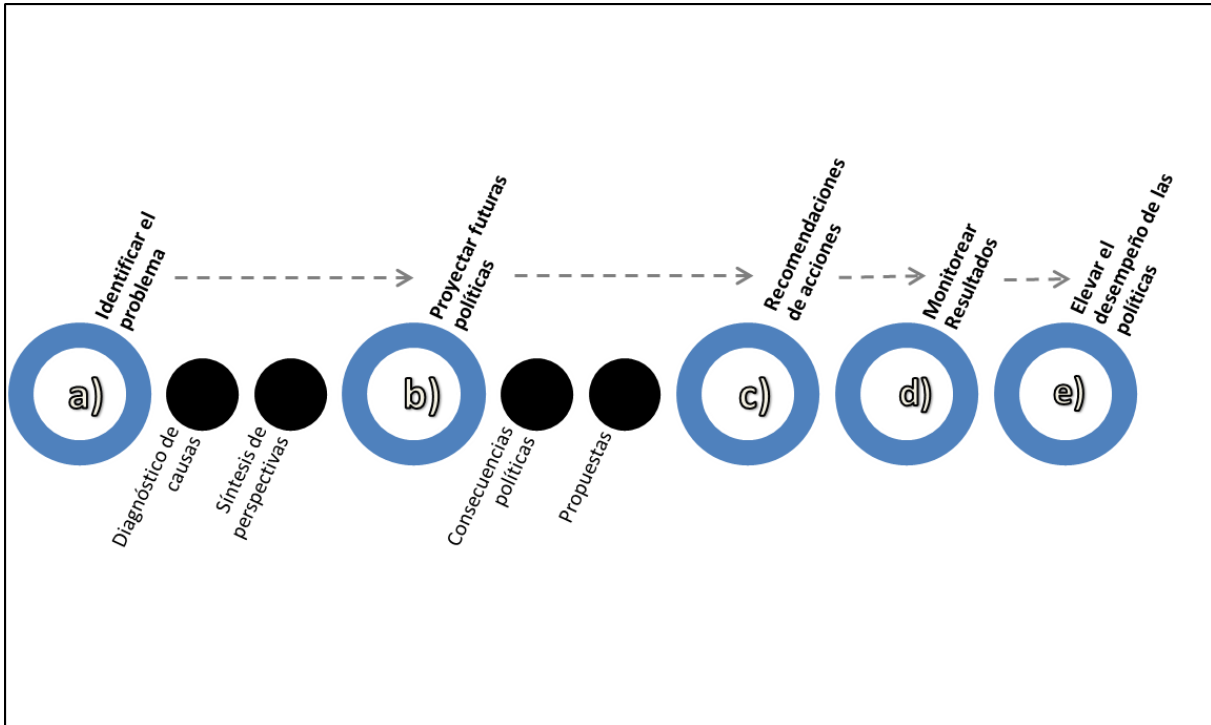 Identificar el
problema
Proyectar futuras
políticas
Recomendaciones
de acciones
Monitorear
Resultados
Elevar el
desempeño de las
políticas
a)
b)
c)
d)
e)
Diagnóstico de
causas
Síntesis de
perspectivas
Consecuencias
políticas
Propuestas